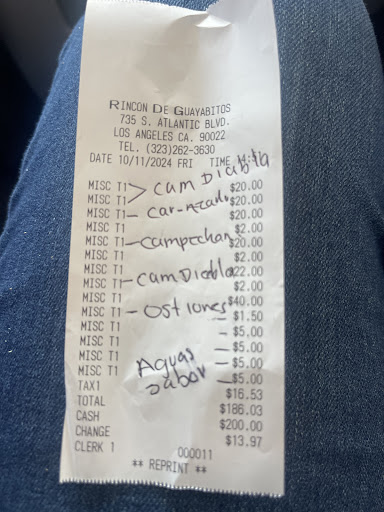 RINCON DE GUAYABITOS
735 S. ATLANTIC BLVD.
LOS ANGELES CA. 90022
TEL. (323)262-3630
DATE 10/11/2024 FRI TIME
MISC T1 > cam Diabla $20.00
MISC T1 $20.00
MISC T1 - $20.00
MISC T1 $2.00
MISC T1 - campechan $20.00
MISC T1 $2.00
MISC T1 - cam Diabla $22.00
MISC T1 $2.00
MISC T1 - ostiones $40.00
MISC T1 - $1.50
MISC T1 - $5.00
MISC T1 - $5.00
MISC T1 Aguas - $5.00
MISC T1 sabor - $5.00
TAX1 $16.53
TOTAL $186.03
CASH $200.00
CHANGE $13.97
CLERK 1 000011
** REPRINT **